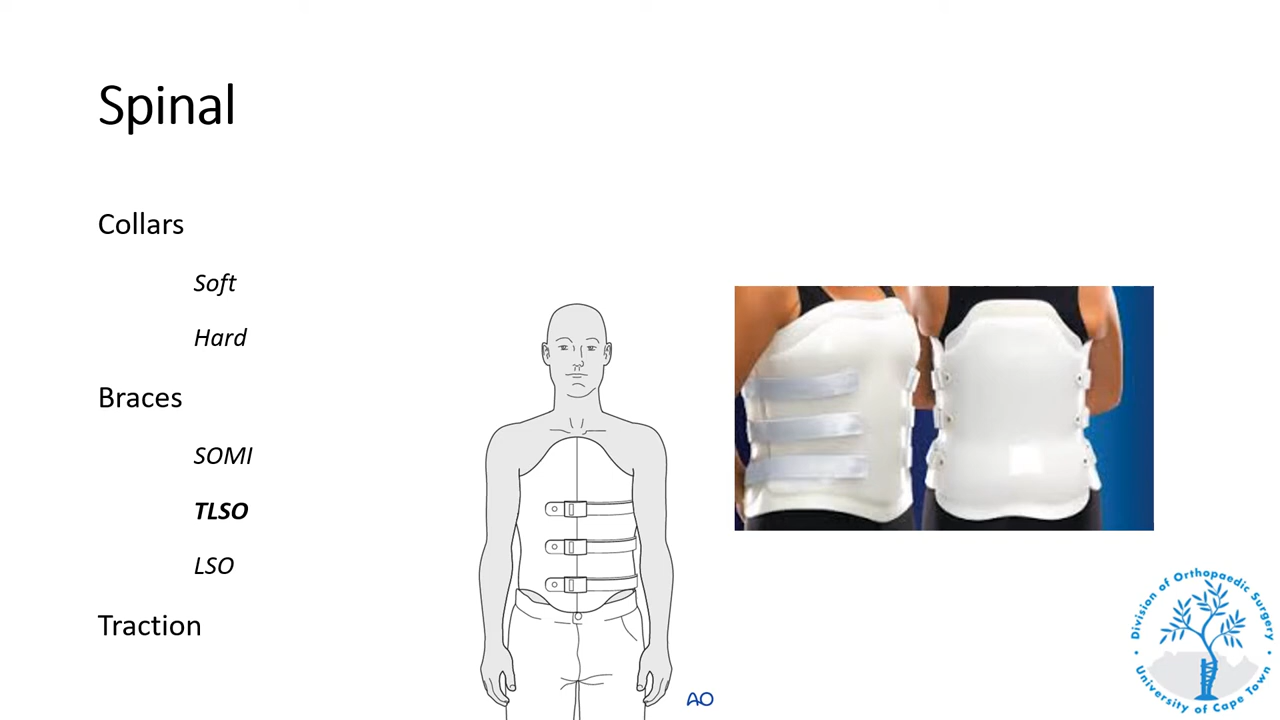 Spinal
Collars
Soft
Hard
Braces
SOMI
TLSO
LSO
Traction
AO
Division of Orthopaedic Surgery
University of Cape Town